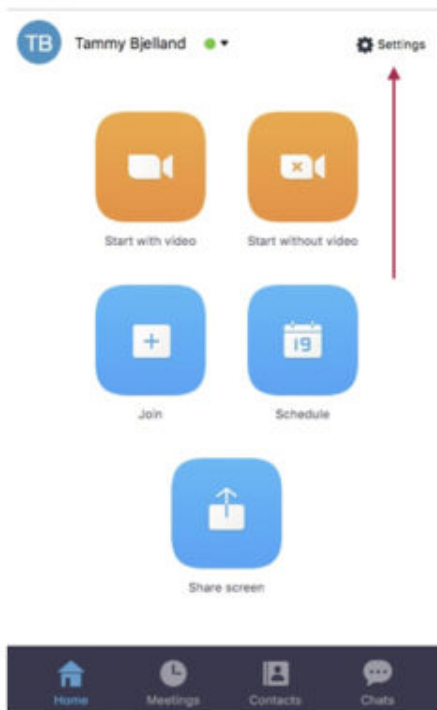 TB Tammy Bjelland Settings
Start with video Start without video
19
Join Schedule
Share screen
Home Meetings Contacts Chats